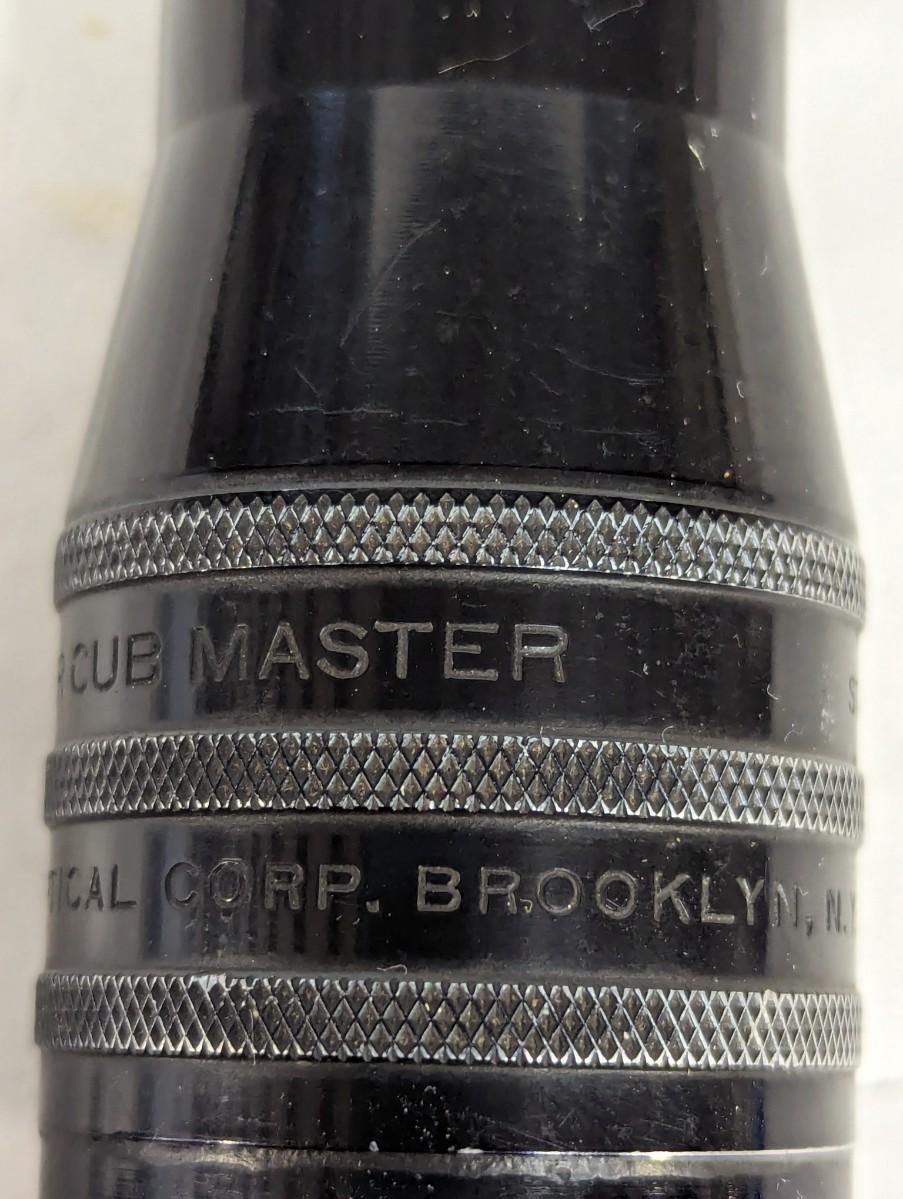 R CUB MASTER S
TICAL CORP. BROOKLYN, N.Y.